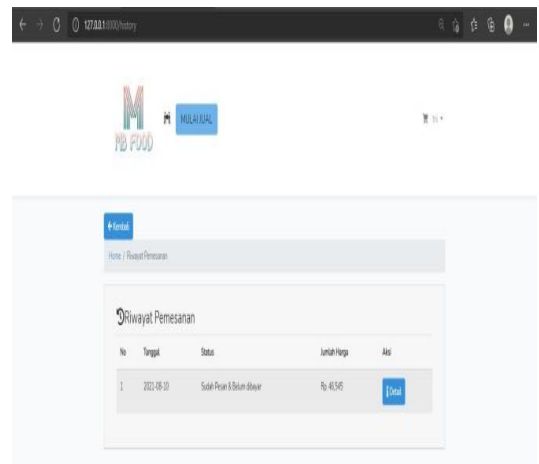 127.0.0.1:8000/history
MB FOOD
MULAI JUAL
Kembali
Home / Riwayat Pemesanan
Riwayat Pemesanan
No Tanggal Status Jumlah Harga Aksi
1 2021-08-10 Sudah Pesan & Belum dibayar Rp. 46.545 Detail